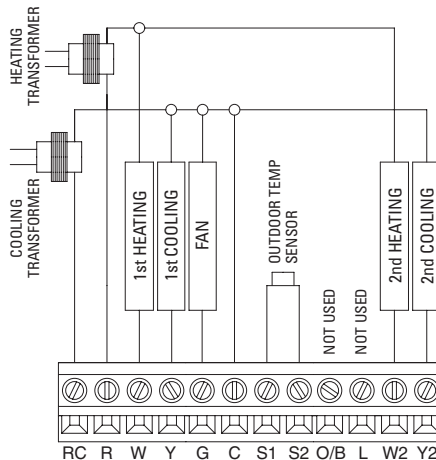 HEATING
TRANSFORMER
COOLING
TRANSFORMER
1st HEATING
1st COOLING
FAN
OUTDOOR TEMP
SENSOR
NOT USED
NOT USED
2nd HEATING
2nd COOLING
RC R W Y G C S1 S2 O/B L W2 Y2